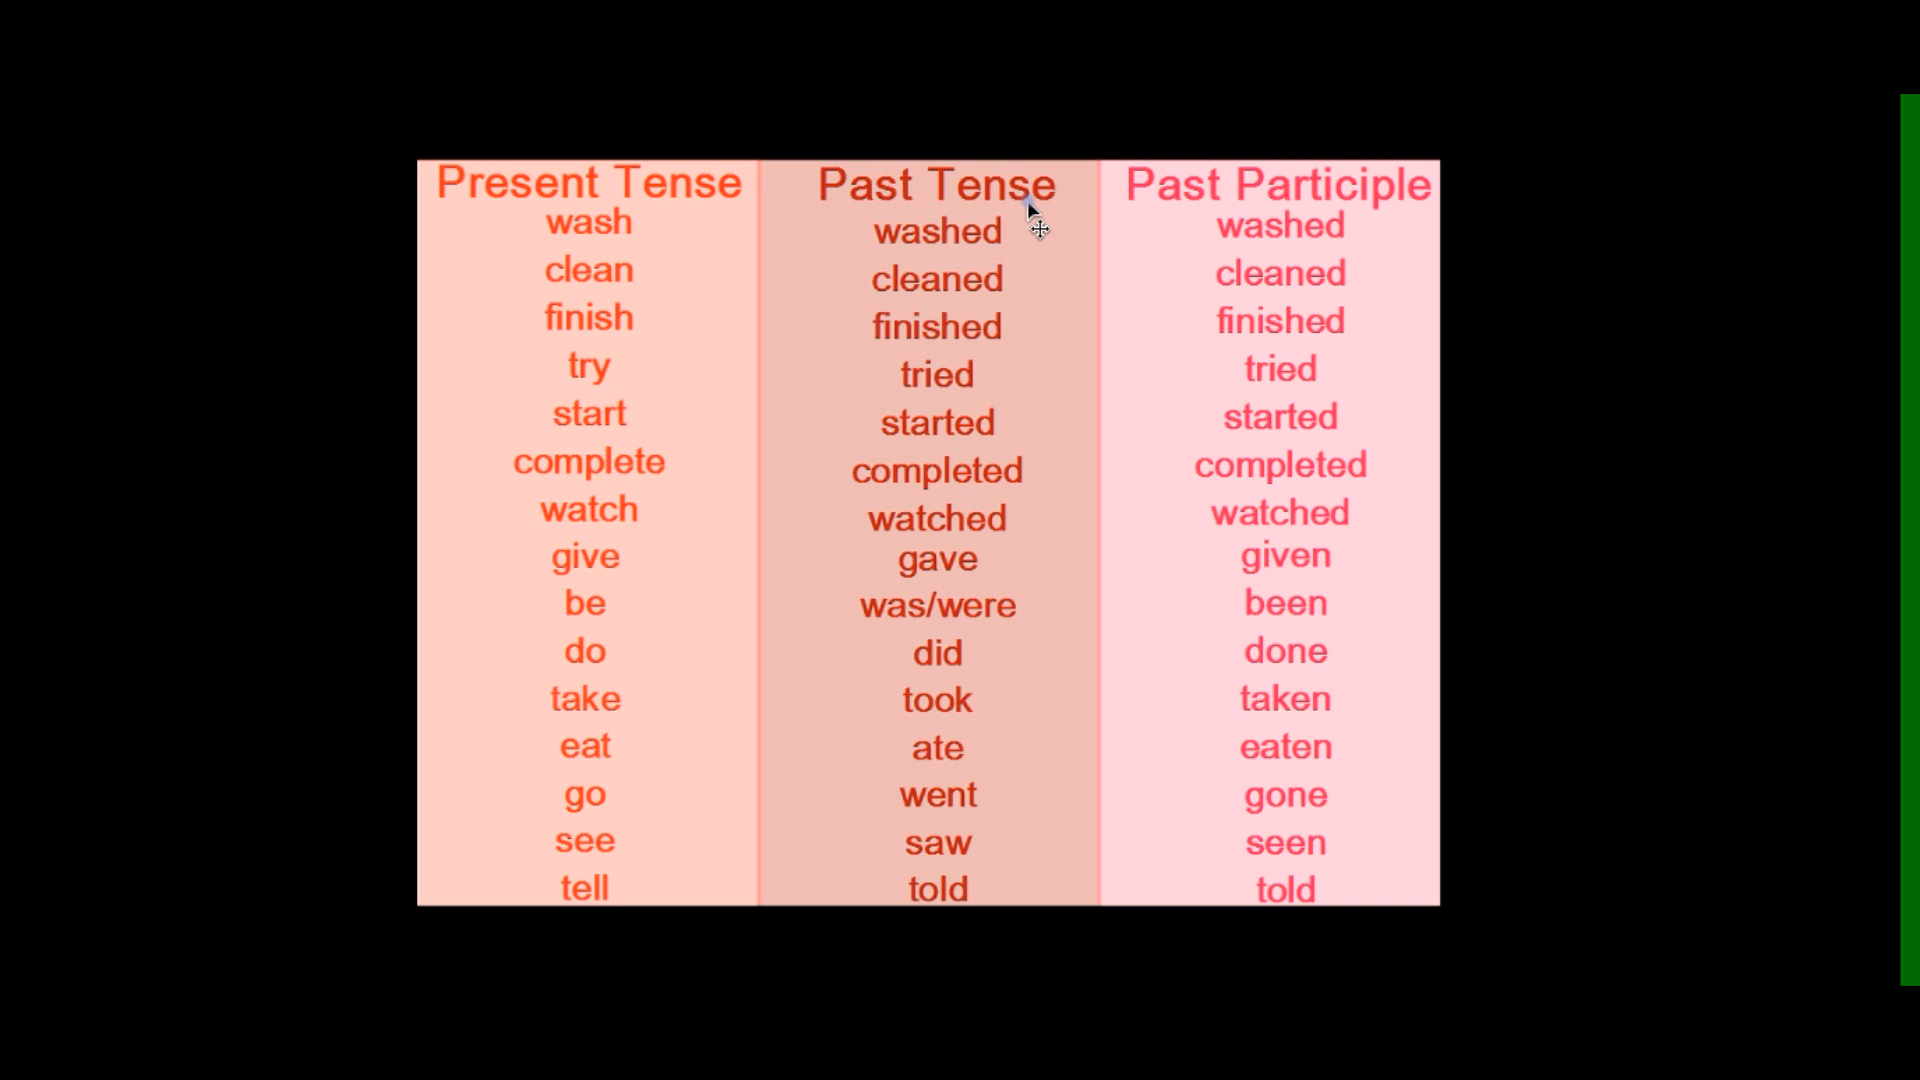 Present Tense Past Tense Past Participle
wash washed washed
clean cleaned cleaned
finish finished finished
try tried tried
start started started
complete completed completed
watch watched watched
give gave given
be was/were been
do did done
take took taken
eat ate eaten
go went gone
see saw seen
tell told told